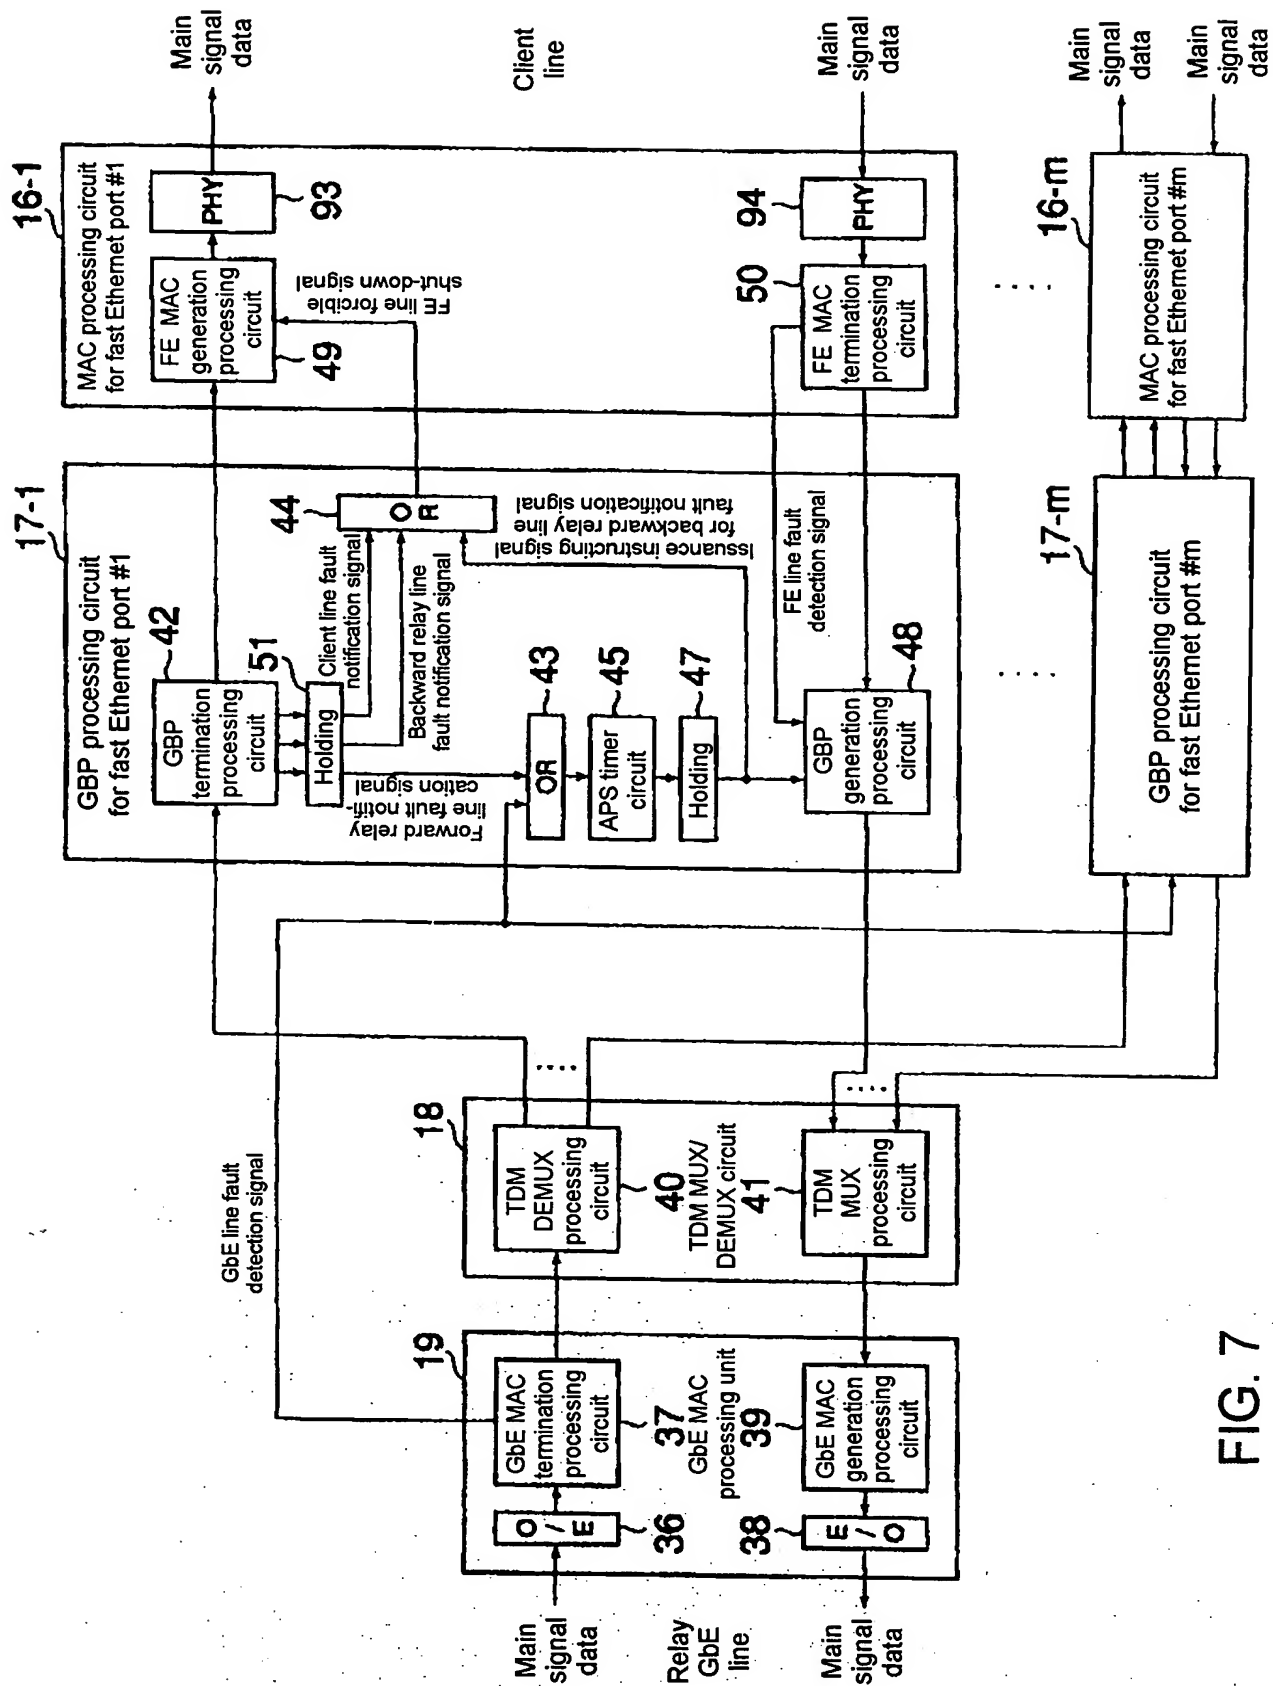 Main
signal
data
Relay
GbE
line
Main
signal
data
19
O
/
E
36
GbE MAC
termination
processing
circuit
37
GbE MAC
processing unit
38
E
/
O
39
GbE MAC
generation
processing
circuit
GbE line fault
detection signal
18
TDM
DEMUX
processing
circuit
40
TDM MUX/
DEMUX circuit
41
TDM
MUX
processing
circuit
17-1
GBP processing circuit
for fast Ethernet port #1
42
GBP
termination
processing
circuit
51
Holding
Client line fault
notification signal
Backward relay line
fault notification signal
Forward relay
line fault notifi-
cation signal
43
OR
45
APS timer
circuit
47
Holding
44
O
R
Issuance instructing signal
for backward relay line
fault notification signal
48
GBP
generation
processing
circuit
FE line fault
detection signal
16-1
MAC processing circuit
for fast Ethernet port #1
FE MAC
generation
processing
circuit
49
PHY
93
FE line forcible
shut-down signal
94
PHY
50
FE MAC
termination
processing
circuit
Main
signal
data
Client
line
Main
signal
data
17-m
GBP processing circuit
for fast Ethernet port #m
16-m
MAC processing circuit
for fast Ethernet port #m
Main
signal
data
Main
signal
data
FIG. 7